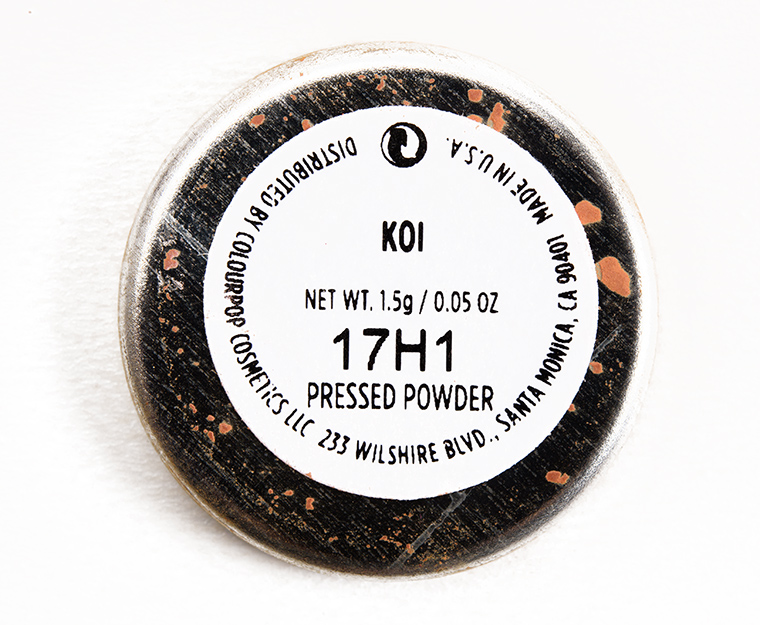 KOI
NET WT. 1.5g / 0.05 OZ
17H1
PRESSED POWDER
DISTRIBUTED BY COLOURPOP COSMETICS LLC 233 WILSHIRE BLVD., SANTA MONICA, CA 90401 MADE IN U.S.A.